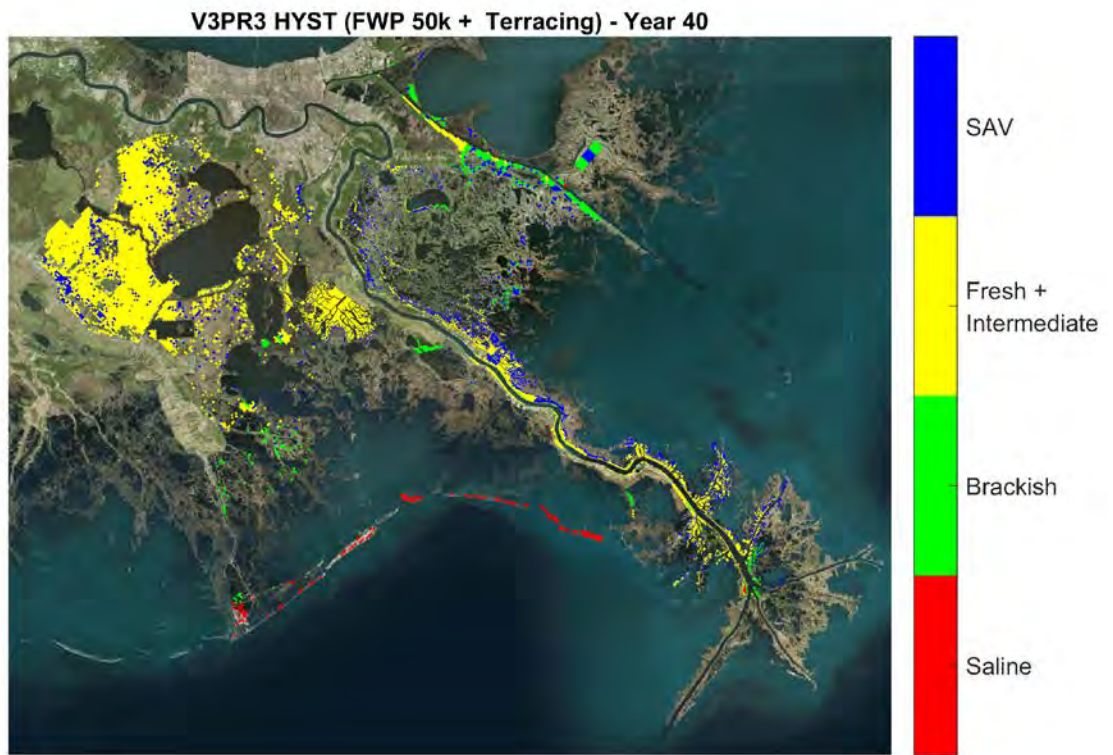 V3PR3 HYST (FWP 50k + Terracing) - Year 40
SAV
Fresh +
Intermediate
Brackish
Saline